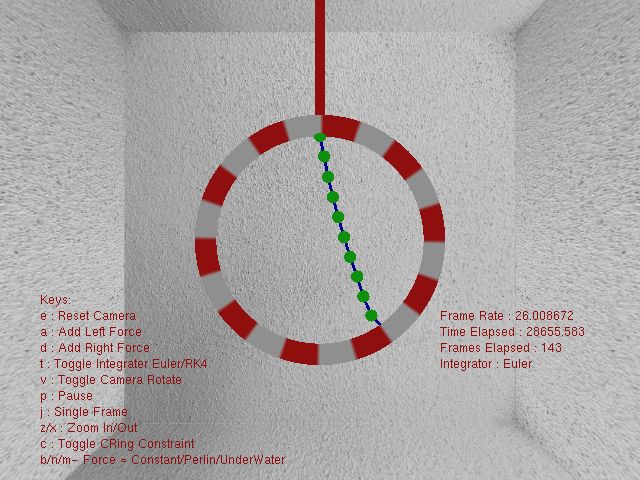 Keys:
e : Reset Camera
a : Add Left Force
d : Add Right Force
t : Toggle Integrater Euler/RK4
v : Toggle Camera Rotate
p : Pause
j : Single Frame
z/x : Zoom In/Out
c : Toggle CRing Constraint
b/n/m- Force = Constant/Perlin/UnderWater
Frame Rate : 26.008672
Time Elapsed : 28655.583
Frames Elapsed : 143
Integrator : Euler